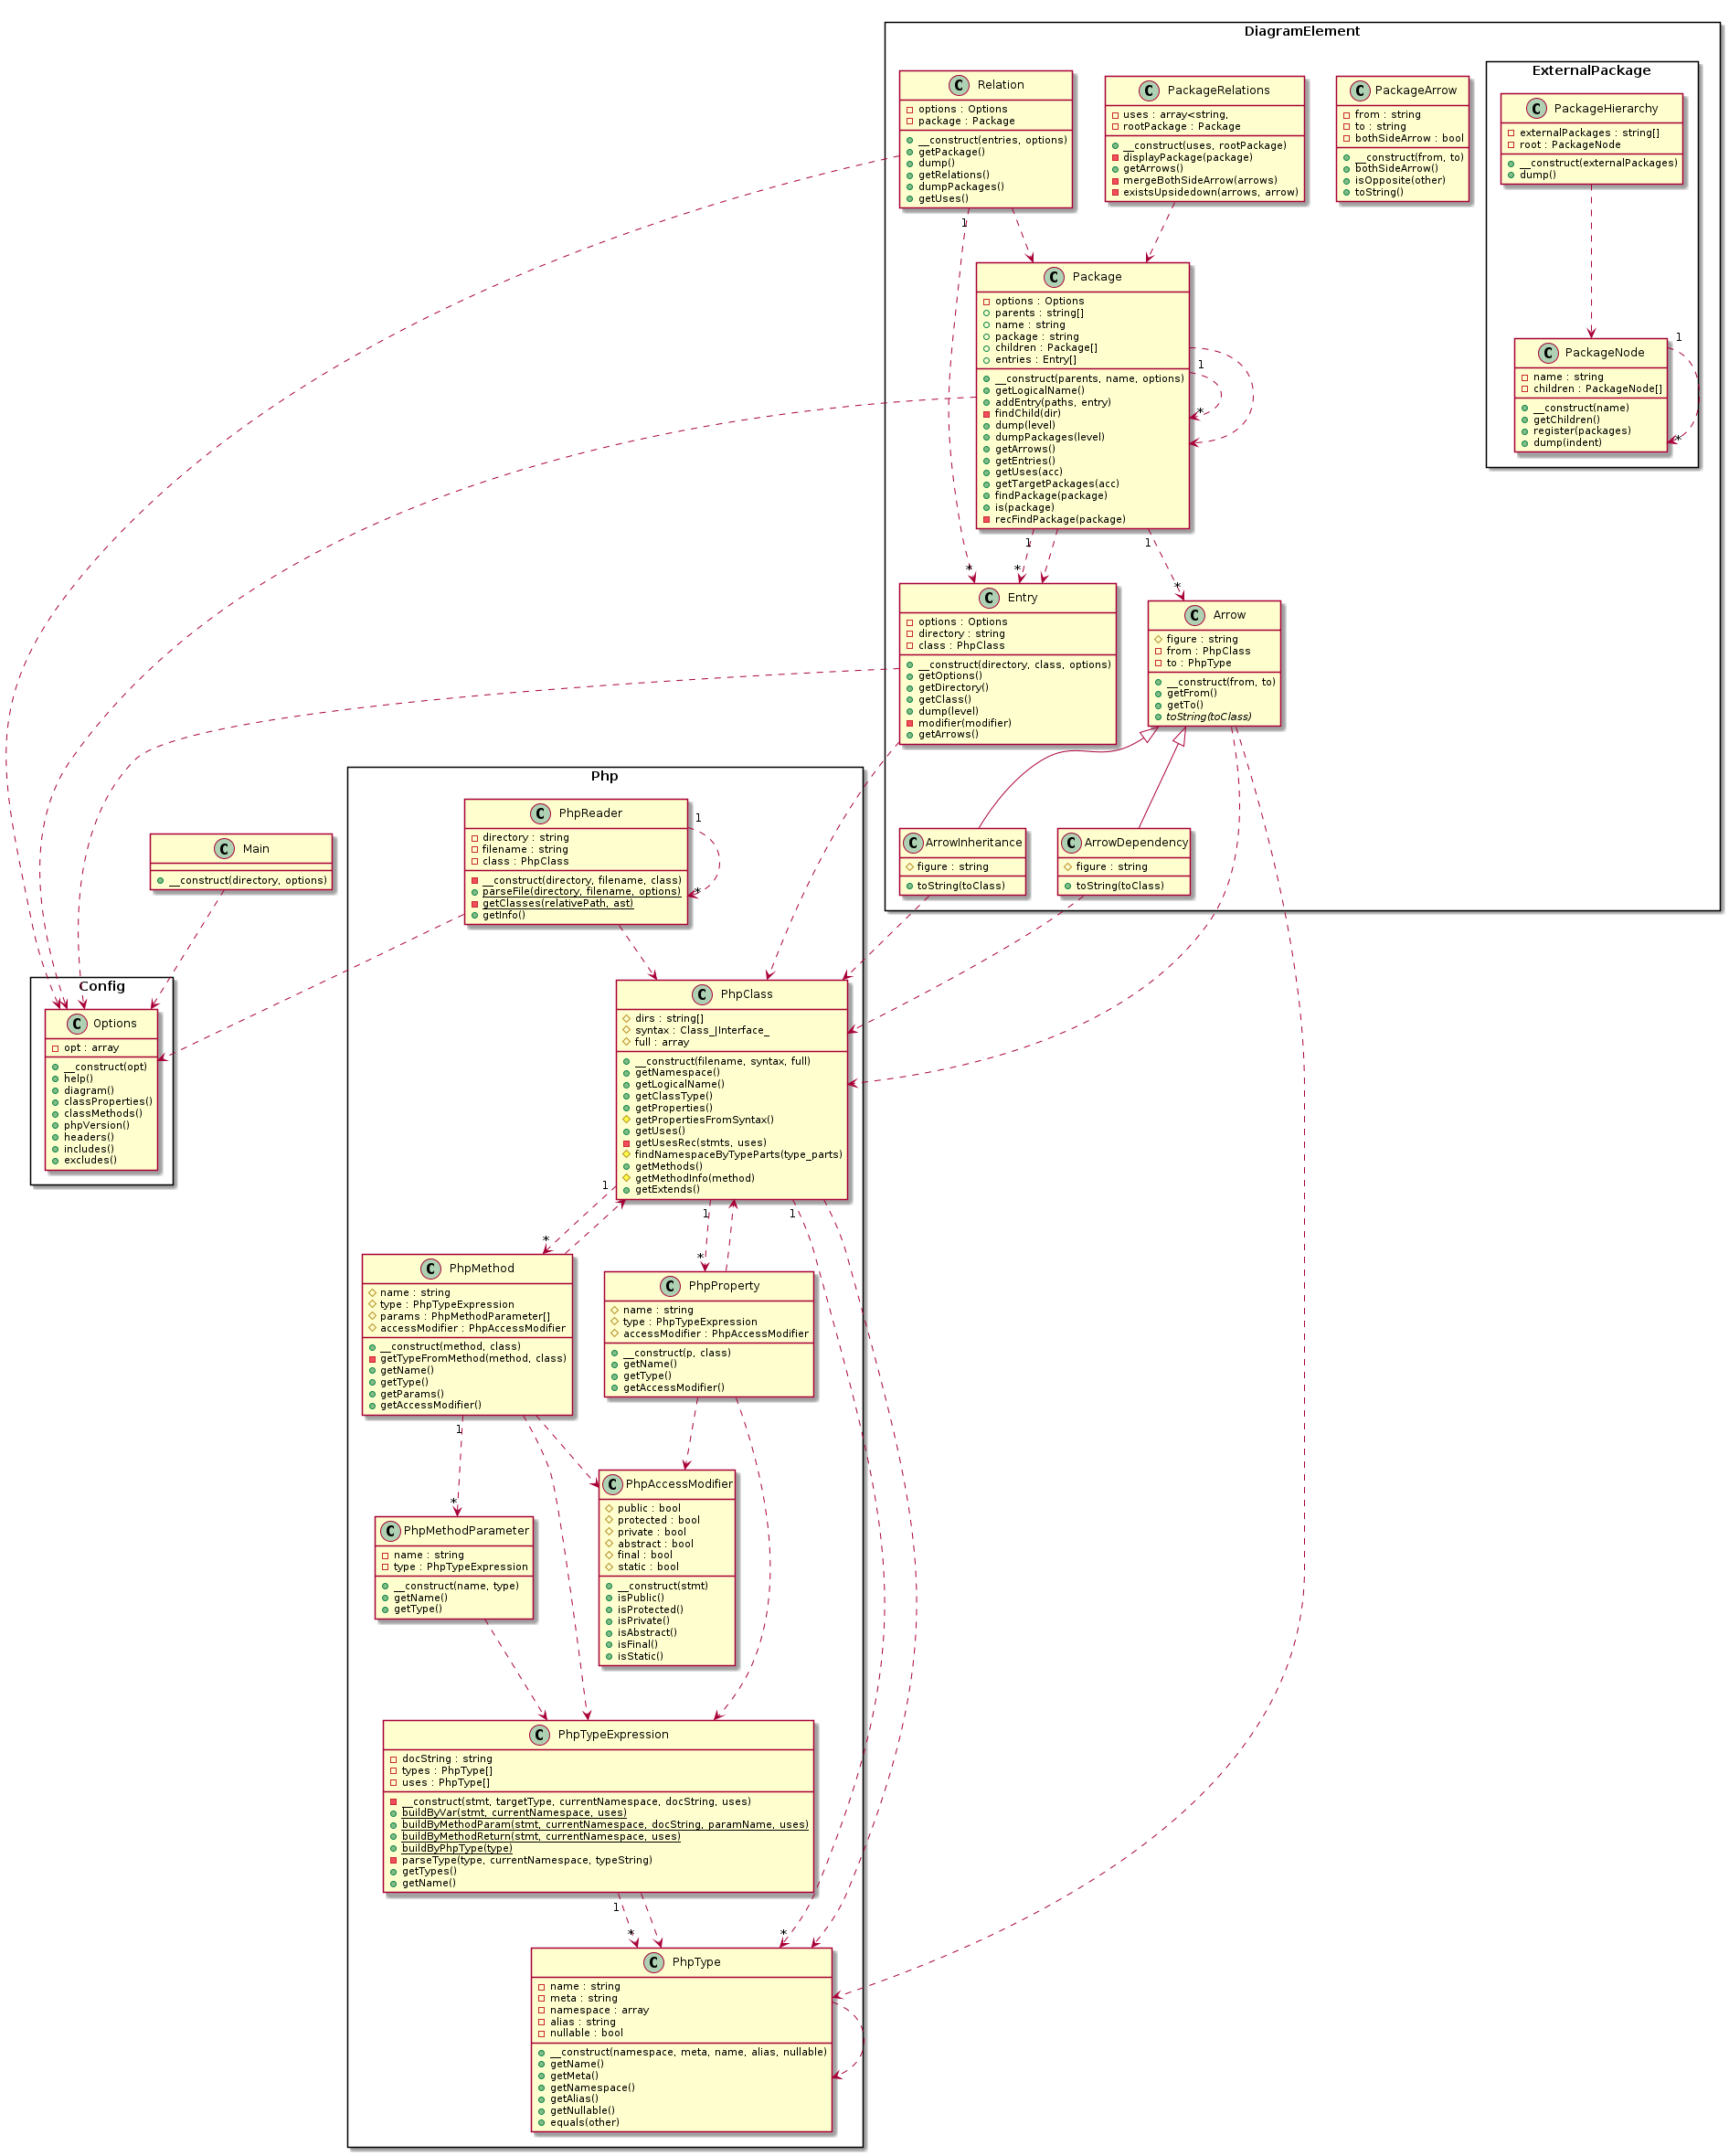 DiagramElement
ExternalPackage
C Relation
options : Options
package : Package
__construct(entries, options)
getPackage()
dump()
getRelations()
dumpPackages()
getUses()
C PackageRelations
uses : array<string,
rootPackage : Package
__construct(uses, rootPackage)
displayPackage(package)
getArrows()
mergeBothSideArrow(arrows)
existsUpsidedown(arrows, arrow)
C PackageArrow
from : string
to : string
bothSideArrow : bool
__construct(from, to)
bothSideArrow()
isOpposite(other)
toString()
C PackageHierarchy
externalPackages : string[]
root : PackageNode
__construct(externalPackages)
dump()
1
C Package
options : Options
parents : string[]
name : string
package : string
children : Package[]
entries : Entry[]
__construct(parents, name, options)
getLogicalName()
addEntry(paths, entry)
findChild(dir)
dump(level)
dumpPackages(level)
getArrows()
getEntries()
getUses(acc)
getTargetPackages(acc)
findPackage(package)
is(package)
recFindPackage(package)
1
*
C PackageNode
name : string
children : PackageNode[]
__construct(name)
getChildren()
register(packages)
dump(indent)
1
*
1
1
*
*
*
C Entry
options : Options
directory : string
class : PhpClass
__construct(directory, class, options)
getOptions()
getDirectory()
getClass()
dump(level)
modifier(modifier)
getArrows()
C Arrow
figure : string
from : PhpClass
to : PhpType
__construct(from, to)
getFrom()
getTo()
toString(toClass)
Php
C PhpReader
directory : string
filename : string
class : PhpClass
__construct(directory, filename, class)
parseFile(directory, filename, options)
getClasses(relativePath, ast)
getInfo()
1
*
C Main
__construct(directory, options)
C ArrowInheritance
figure : string
toString(toClass)
C ArrowDependency
figure : string
toString(toClass)
Config
C Options
opt : array
__construct(opt)
help()
diagram()
classProperties()
classMethods()
phpVersion()
headers()
includes()
excludes()
C PhpClass
dirs : string[]
syntax : Class_|Interface_
full : array
__construct(filename, syntax, full)
getNamespace()
getLogicalName()
getClassType()
getProperties()
getPropertiesFromSyntax()
getUses()
getUsesRec(stmts, uses)
findNamespaceByTypeParts(type_parts)
getMethods()
getMethodInfo(method)
getExtends()
1
1
1
*
*
C PhpMethod
name : string
type : PhpTypeExpression
params : PhpMethodParameter[]
accessModifier : PhpAccessModifier
__construct(method, class)
getTypeFromMethod(method, class)
getName()
getType()
getParams()
getAccessModifier()
C PhpProperty
name : string
type : PhpTypeExpression
accessModifier : PhpAccessModifier
__construct(p, class)
getName()
getType()
getAccessModifier()
1
*
C PhpMethodParameter
name : string
type : PhpTypeExpression
__construct(name, type)
getName()
getType()
C PhpAccessModifier
public : bool
protected : bool
private : bool
abstract : bool
final : bool
static : bool
__construct(stmt)
isPublic()
isProtected()
isPrivate()
isAbstract()
isFinal()
isStatic()
C PhpTypeExpression
docString : string
types : PhpType[]
uses : PhpType[]
__construct(stmt, targetType, currentNamespace, docString, uses)
buildByVar(stmt, currentNamespace, uses)
buildByMethodParam(stmt, currentNamespace, docString, paramName, uses)
buildByMethodReturn(stmt, currentNamespace, uses)
buildByPhpType(type)
parseType(type, currentNamespace, typeString)
getTypes()
getName()
1
*
*
C PhpType
name : string
meta : string
namespace : array
alias : string
nullable : bool
__construct(namespace, meta, name, alias, nullable)
getName()
getMeta()
getNamespace()
getAlias()
getNullable()
equals(other)